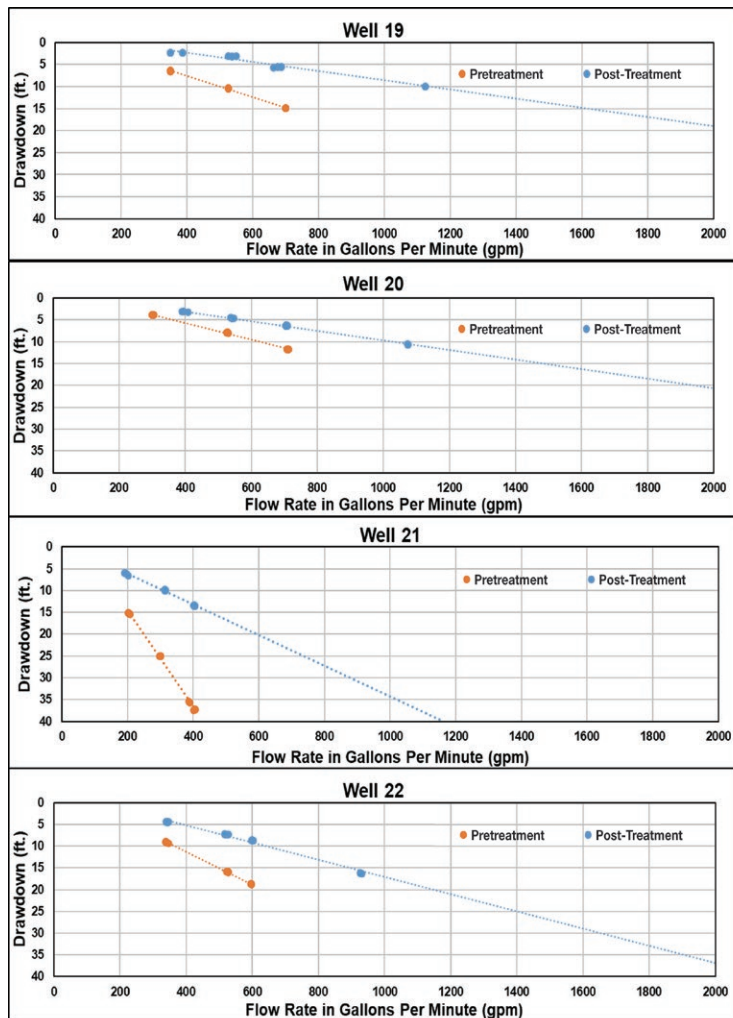 Well 19
Pretreatment Post-Treatment
Drawdown (ft.)
0
5
10
15
20
25
30
35
40
0 200 400 600 800 1000 1200 1400 1600 1800 2000
Flow Rate in Gallons Per Minute (gpm)
Well 20
Pretreatment Post-Treatment
Drawdown (ft.)
0
5
10
15
20
25
30
35
40
0 200 400 600 800 1000 1200 1400 1600 1800 2000
Flow Rate in Gallons Per Minute (gpm)
Well 21
Pretreatment Post-Treatment
Drawdown (ft.)
0
5
10
15
20
25
30
35
40
0 200 400 600 800 1000 1200 1400 1600 1800 2000
Flow Rate in Gallons Per Minute (gpm)
Well 22
Pretreatment Post-Treatment
Drawdown (ft.)
0
5
10
15
20
25
30
35
40
0 200 400 600 800 1000 1200 1400 1600 1800 2000
Flow Rate in Gallons Per Minute (gpm)